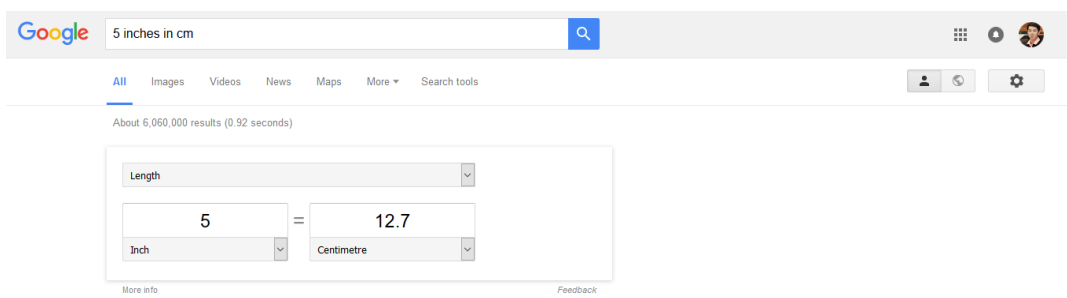 Google 5 inches in cm
All Images Videos News Maps More Search tools
About 6,060,000 results (0.92 seconds)
Length
5 = 12.7
Inch Centimetre
More info Feedback